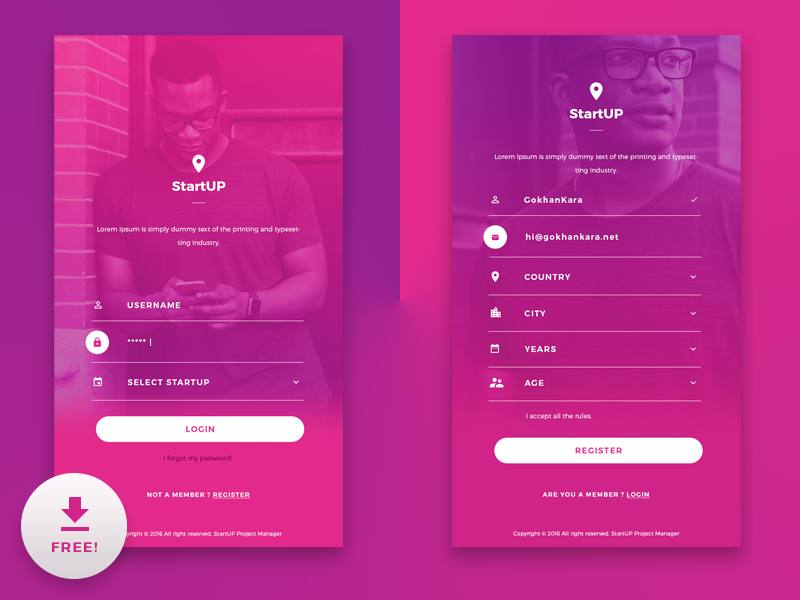 StartUP
Lorem Ipsum is simply dummy text of the printing and typeset-
ting industry.
USERNAME
***** |
SELECT STARTUP
LOGIN
I forgot my password!
NOT A MEMBER ? REGISTER
yright © 2016 All right reserved. StartUP Project Manager
FREE!
StartUP
Lorem Ipsum is simply dummy text of the printing and typeset-
ting industry.
GokhanKara
hi@gokhankara.net
COUNTRY
CITY
YEARS
AGE
I accept all the rules.
REGISTER
ARE YOU A MEMBER ? LOGIN
Copyright © 2016 All right reserved. StartUP Project Manager